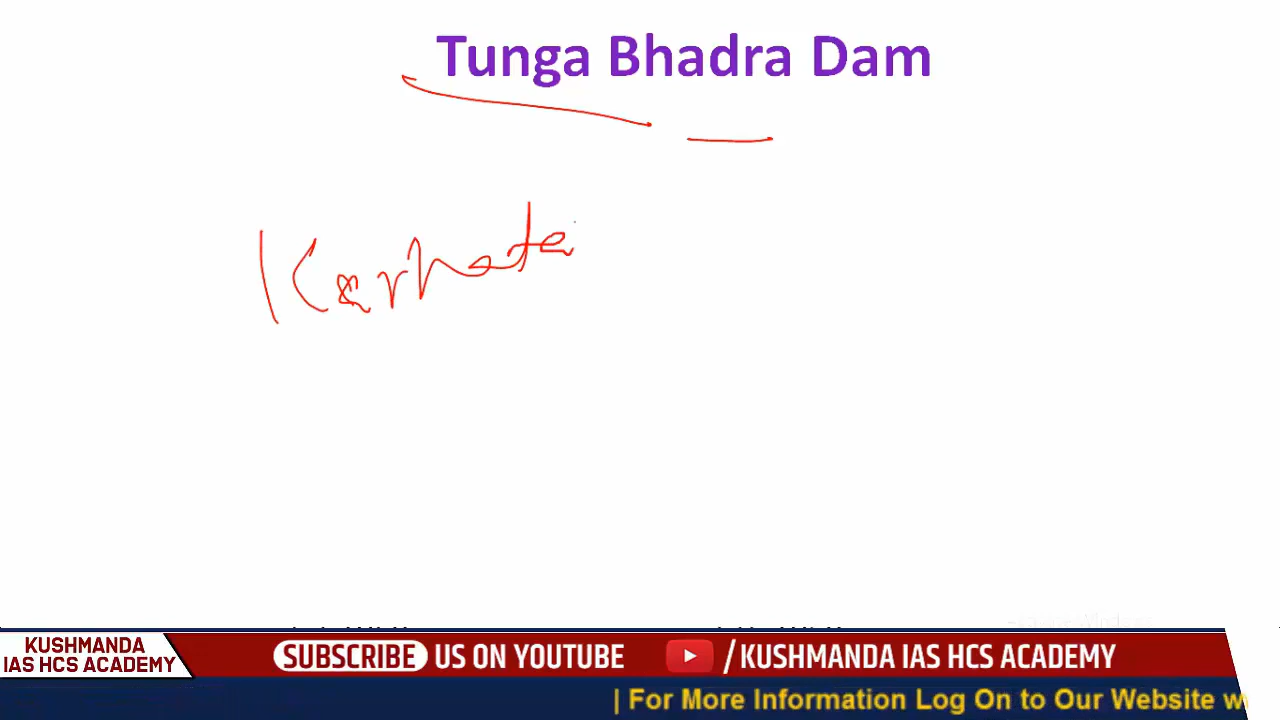 Tunga Bhadra Dam
Karnata
KUSHMANDA
IAS HCS ACADEMY
SUBSCRIBE US ON YOUTUBE
/KUSHMANDA IAS HCS ACADEMY
| For More Information Log On to Our Website